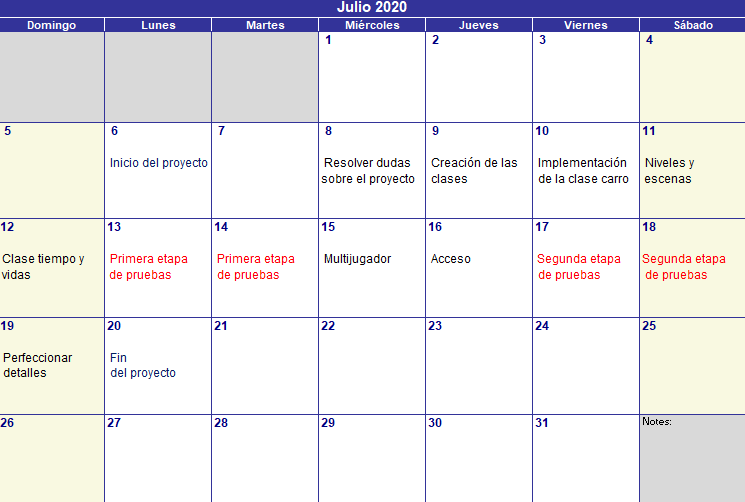 Julio 2020
Domingo Lunes Martes Miércoles Jueves Viernes Sábado
1 2 3 4
5 6 7 8 9 10 11
Inicio del proyecto Resolver dudas Creación de las Implementación Niveles y
sobre el proyecto clases de la clase carro escenas
12 13 14 15 16 17 18
Clase tiempo y Primera etapa Primera etapa Multijugador Acceso Segunda etapa Segunda etapa
vidas de pruebas de pruebas de pruebas de pruebas
19 20 21 22 23 24 25
Perfeccionar Fin
detalles del proyecto
26 27 28 29 30 31 Notes: